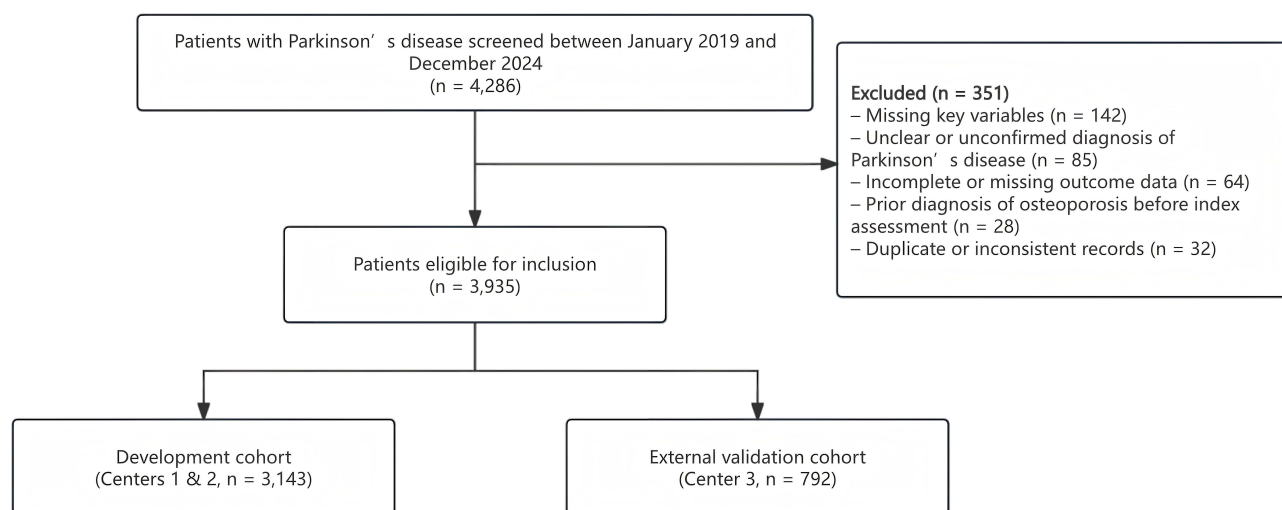 Patients with Parkinson’s disease screened between January 2019 and
December 2024
(n = 4,286)
Excluded (n = 351)
– Missing key variables (n = 142)
– Unclear or unconfirmed diagnosis of
Parkinson’s disease (n = 85)
– Incomplete or missing outcome data (n = 64)
– Prior diagnosis of osteoporosis before index
assessment (n = 28)
– Duplicate or inconsistent records (n = 32)
Patients eligible for inclusion
(n = 3,935)
Development cohort
(Centers 1 & 2, n = 3,143)
External validation cohort
(Center 3, n = 792)